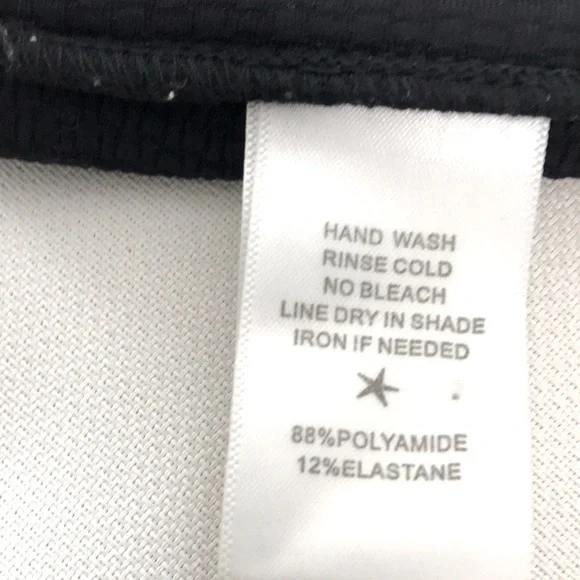 HAND WASH
RINSE COLD
NO BLEACH
LINE DRY IN SHADE
IRON IF NEEDED
88%POLYAMIDE
12%ELASTANE